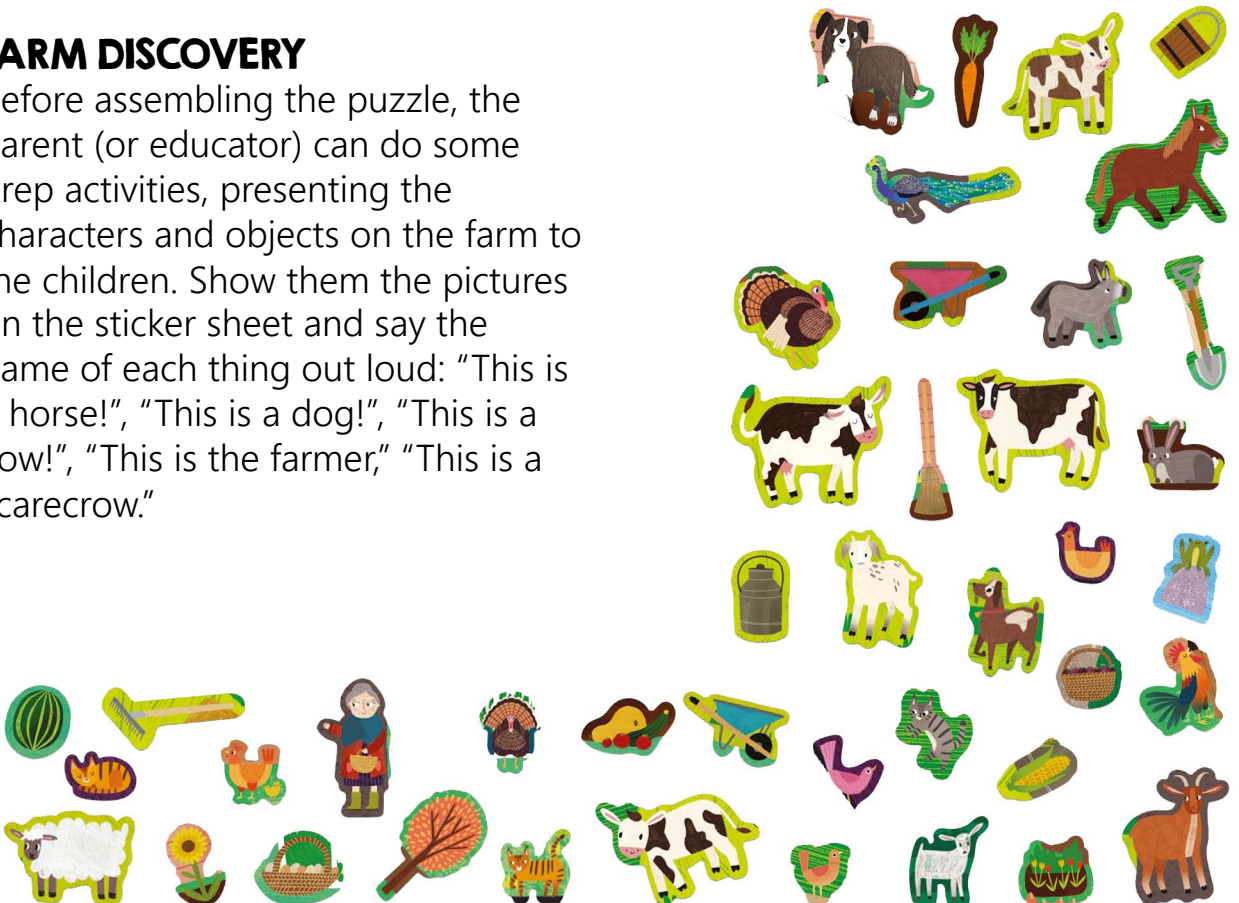 ARM DISCOVERY
efore assembling the puzzle, the
arent (or educator) can do some
rep activities, presenting the
haracters and objects on the farm to
he children. Show them the pictures
n the sticker sheet and say the
ame of each thing out loud: “This is
horse!”, “This is a dog!”, “This is a
ow!”, “This is the farmer,” “This is a
carecrow.”